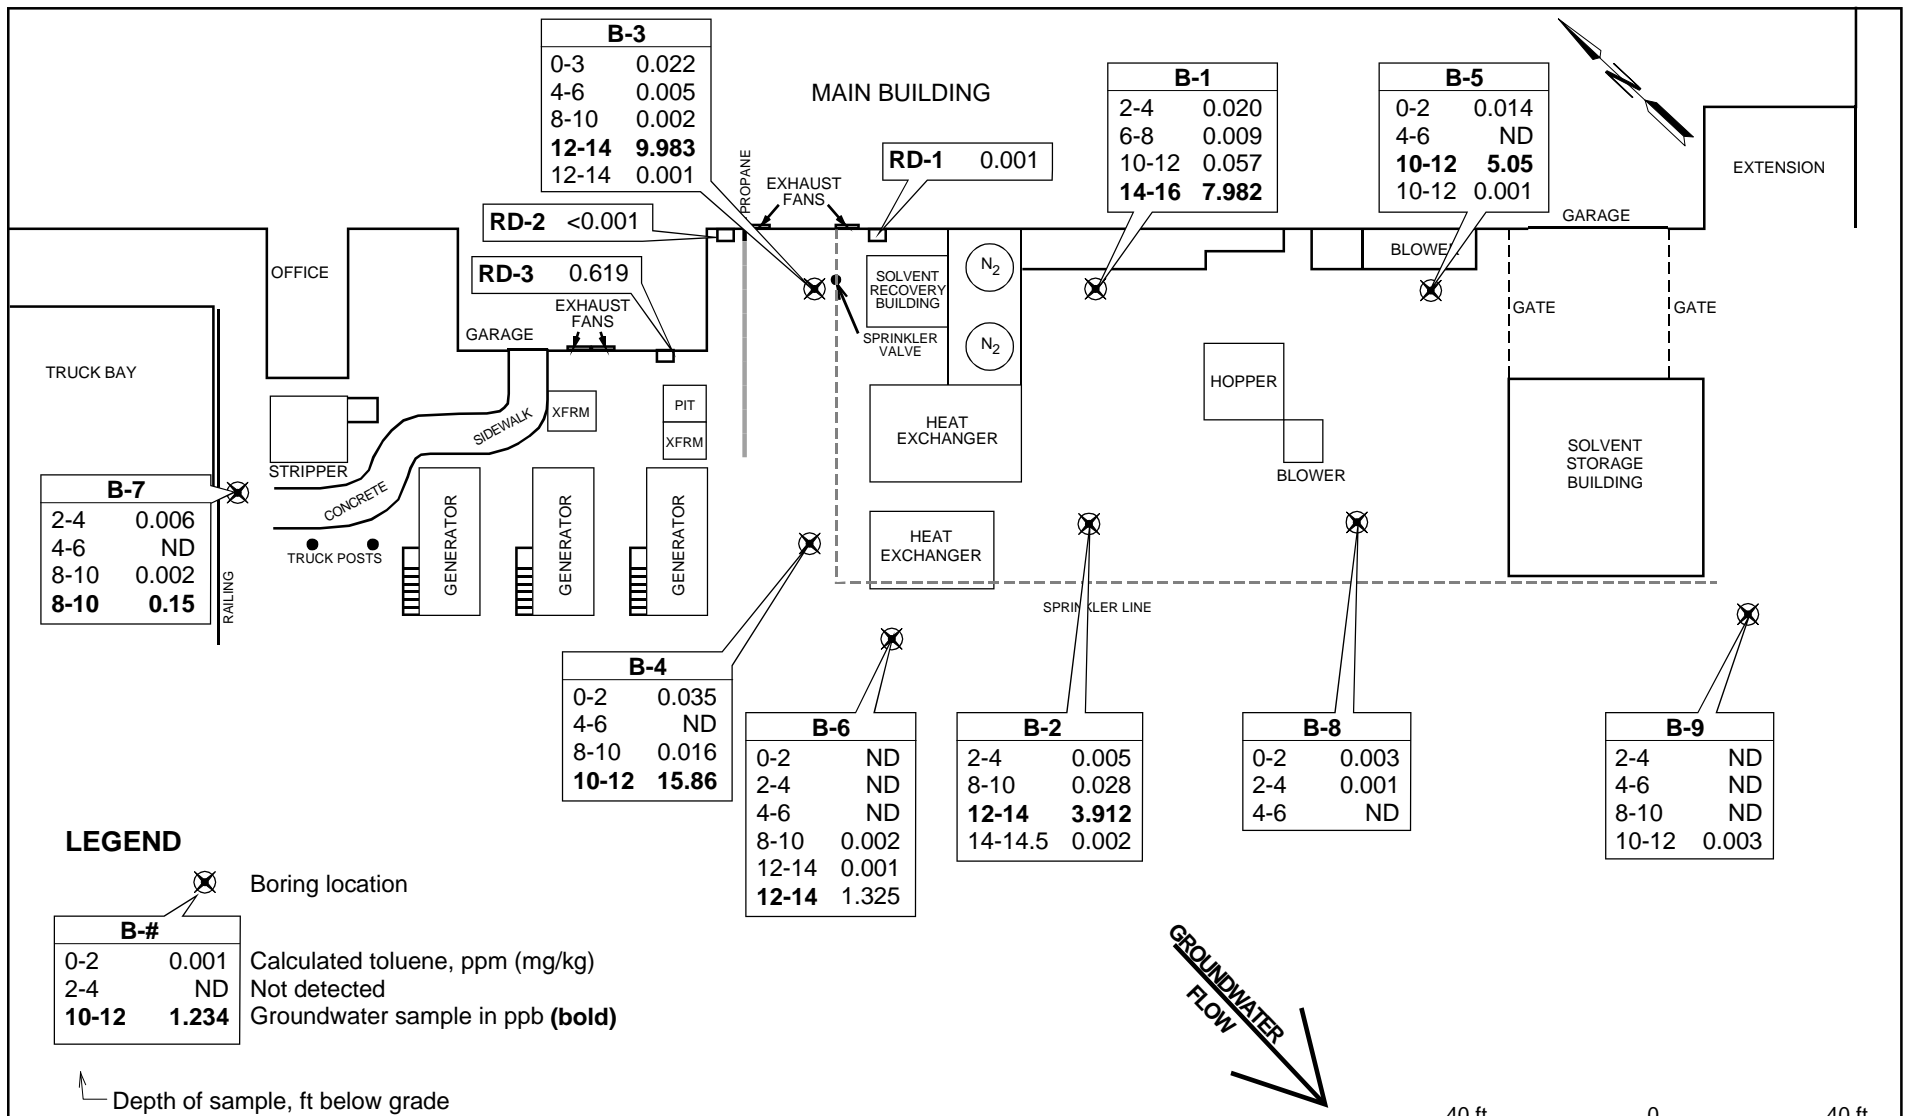 B-3
0-3 0.022
4-6 0.005
8-10 0.002
12-14 9.983
12-14 0.001
MAIN BUILDING
B-1
2-4 0.020
6-8 0.009
10-12 0.057
14-16 7.982
B-5
0-2 0.014
4-6 ND
10-12 5.05
10-12 0.001
N
EXTENSION
RD-1 0.001
PROPANE
EXHAUST
FANS
RD-2 <0.001
GARAGE
OFFICE
RD-3 0.619
EXHAUST
FANS
GARAGE
SOLVENT
RECOVERY
BUILDING
N2
N2
BLOWER
GATE
GATE
SPRINKLER
VALVE
TRUCK BAY
HOPPER
XFRM
PIT
XFRM
SIDEWALK
HEAT
EXCHANGER
STRIPPER
CONCRETE
BLOWER
SOLVENT
STORAGE
BUILDING
B-7
2-4 0.006
4-6 ND
8-10 0.002
8-10 0.15
RAILING
TRUCK POSTS
GENERATOR
GENERATOR
GENERATOR
HEAT
EXCHANGER
SPRINKLER LINE
B-4
0-2 0.035
4-6 ND
8-10 0.016
10-12 15.86
B-6
0-2 ND
2-4 ND
4-6 ND
8-10 0.002
12-14 0.001
12-14 1.325
B-2
2-4 0.005
8-10 0.028
12-14 3.912
14-14.5 0.002
B-8
0-2 0.003
2-4 0.001
4-6 ND
B-9
2-4 ND
4-6 ND
8-10 ND
10-12 0.003
LEGEND
Boring location
B-#
0-2 0.001 Calculated toluene, ppm (mg/kg)
2-4 ND Not detected
10-12 1.234 Groundwater sample in ppb (bold)
Depth of sample, ft below grade
GROUNDWATER
FLOW
40 ft 0 40 ft